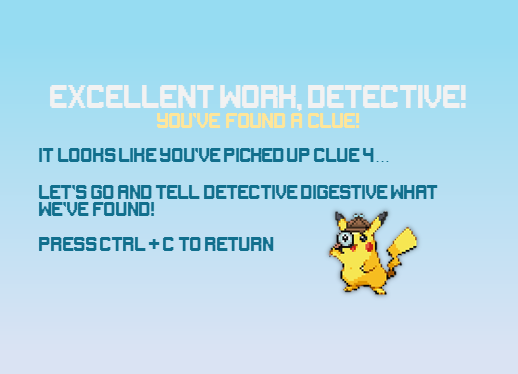 EXCELLENT WORK, DETECTIVE!
YOU'VE FOUND A CLUE!
IT LOOKS LIKE YOU'VE PICKED UP CLUE 4...
LET'S GO AND TELL DETECTIVE DIGESTIVE WHAT
WE'VE FOUND!
PRESS CTRL + C TO RETURN